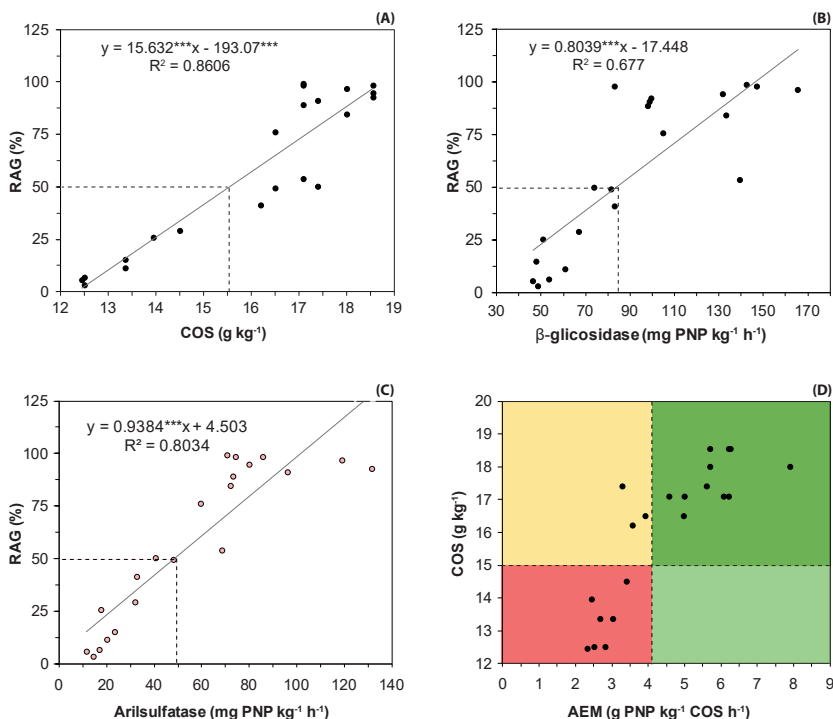 (A)
y = 15.632***x - 193.07***
R² = 0.8606
125
100
75
50
25
0
RAG (%)
12 13 14 15 16 17 18 19
COS (g kg⁻¹)
(B)
y = 0.8039***x - 17.448
R² = 0.677
125
100
75
50
25
0
RAG (%)
30 50 70 90 110 130 150 170
β-glicosidase (mg PNP kg⁻¹ h⁻¹)
(C)
y = 0.9384***x + 4.503
R² = 0.8034
125
100
75
50
25
0
RAG (%)
0 20 40 60 80 100 120 140
Arilsulfatase (mg PNP kg⁻¹ h⁻¹)
(D)
20
19
18
17
16
15
14
13
12
COS (g kg⁻¹)
0 1 2 3 4 5 6 7 8 9
AEM (g PNP kg⁻¹ COS h⁻¹)